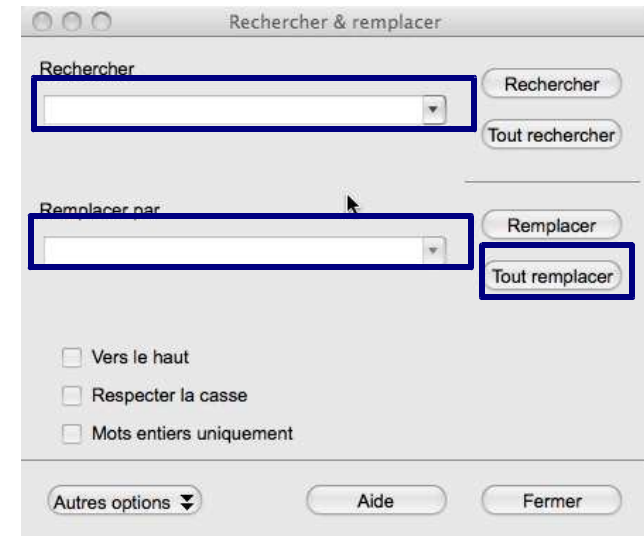 Rechercher & remplacer
Rechercher
Rechercher
Tout rechercher
Remplacer par
Remplacer
Tout remplacer
Vers le haut
Respecter la casse
Mots entiers uniquement
Autres options
Aide
Fermer